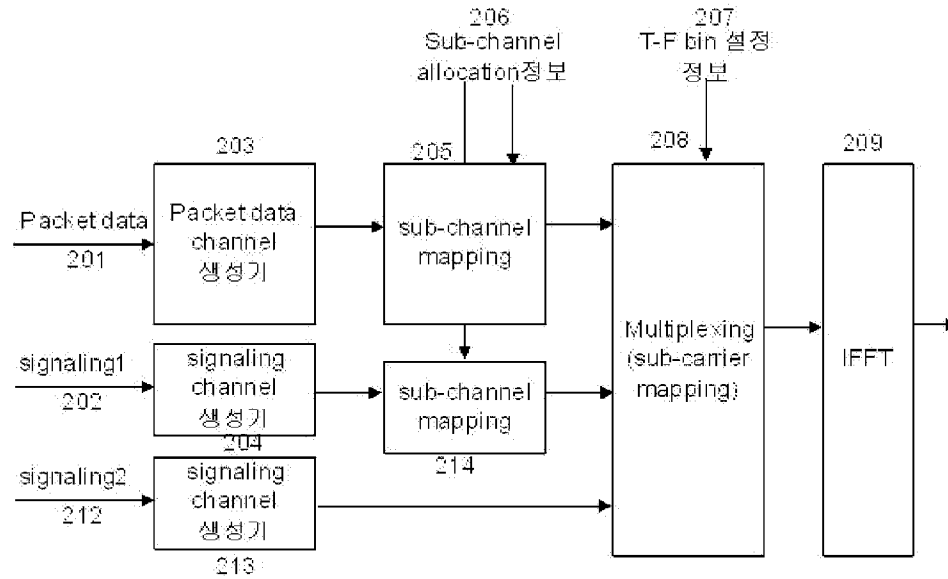 206
Sub-channel
allocation정보
207
T-F bin 설정
정보
203
205
208
209
Packet data
201
Packet data
channel
생성기
sub-channel
mapping
Multiplexing
(sub-carrier
mapping)
IFFT
signaling1
202
signaling
channel
생성기
204
sub-channel
mapping
214
signaling2
212
signaling
channel
생성기
213